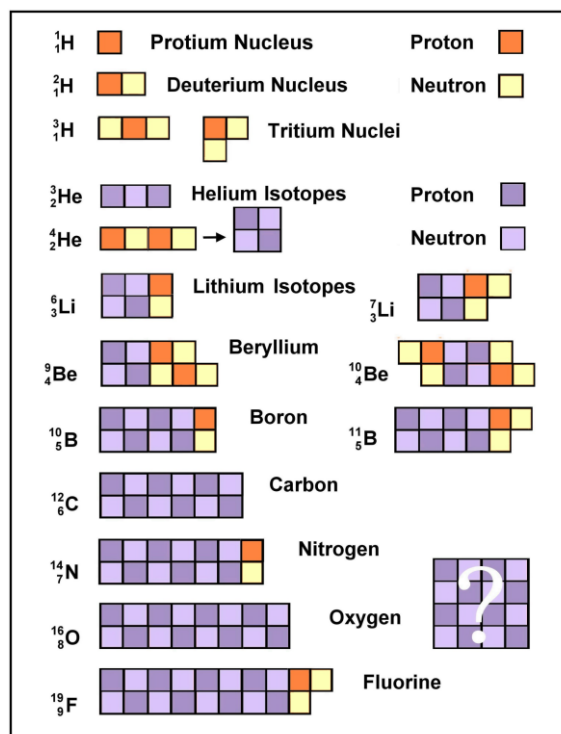 ¹₁H Protium Nucleus Proton
²₁H Deuterium Nucleus Neutron
³₁H Tritium Nuclei
³₂He Helium Isotopes Proton
⁴₂He Neutron
⁶₃Li Lithium Isotopes ⁷₃Li
⁹₄Be Beryllium ¹⁰₄Be
¹⁰₅B Boron ¹¹₅B
¹²₆C Carbon
¹⁴₇N Nitrogen
¹⁶₈O Oxygen ?
¹⁹₉F Fluorine